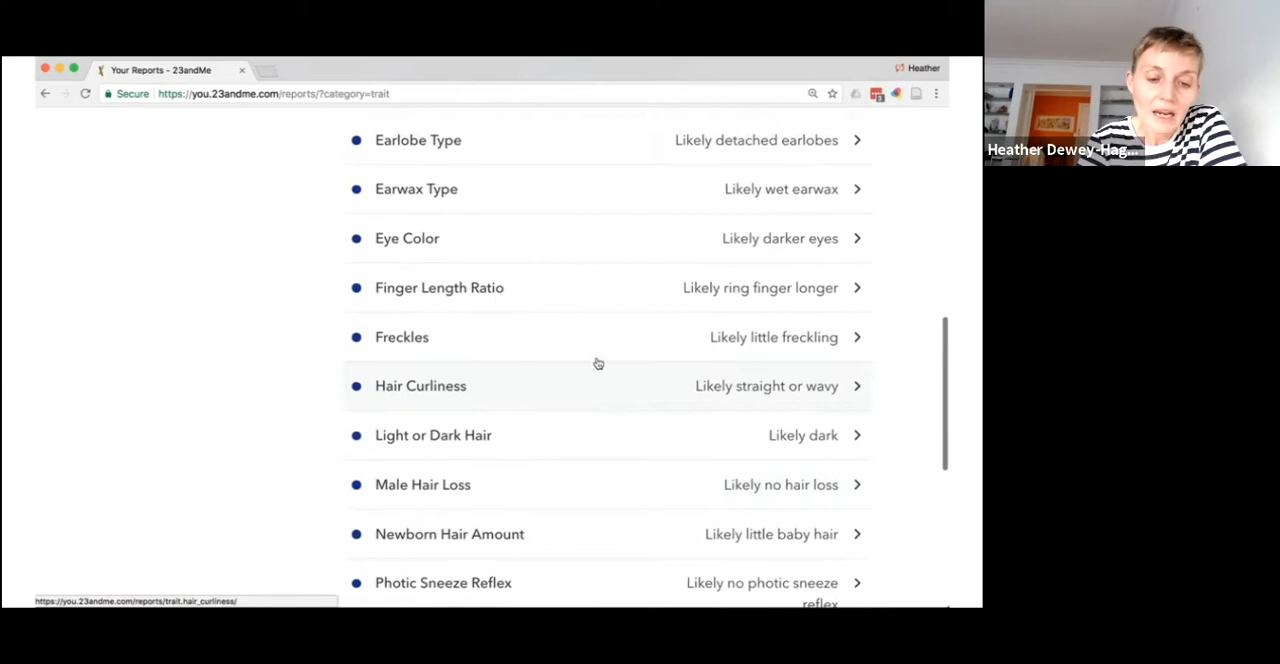 Your Reports - 23andMe
Heather
Secure https://you.23andme.com/reports/?category=trait
Earlobe Type Likely detached earlobes
Earwax Type Likely wet earwax
Eye Color Likely darker eyes
Finger Length Ratio Likely ring finger longer
Freckles Likely little freckling
Hair Curliness Likely straight or wavy
Light or Dark Hair Likely dark
Male Hair Loss Likely no hair loss
Newborn Hair Amount Likely little baby hair
Photic Sneeze Reflex Likely no photic sneeze
reflex
https://you.23andme.com/reports/trait.hair_curliness/
Heather Dewey-Hag...